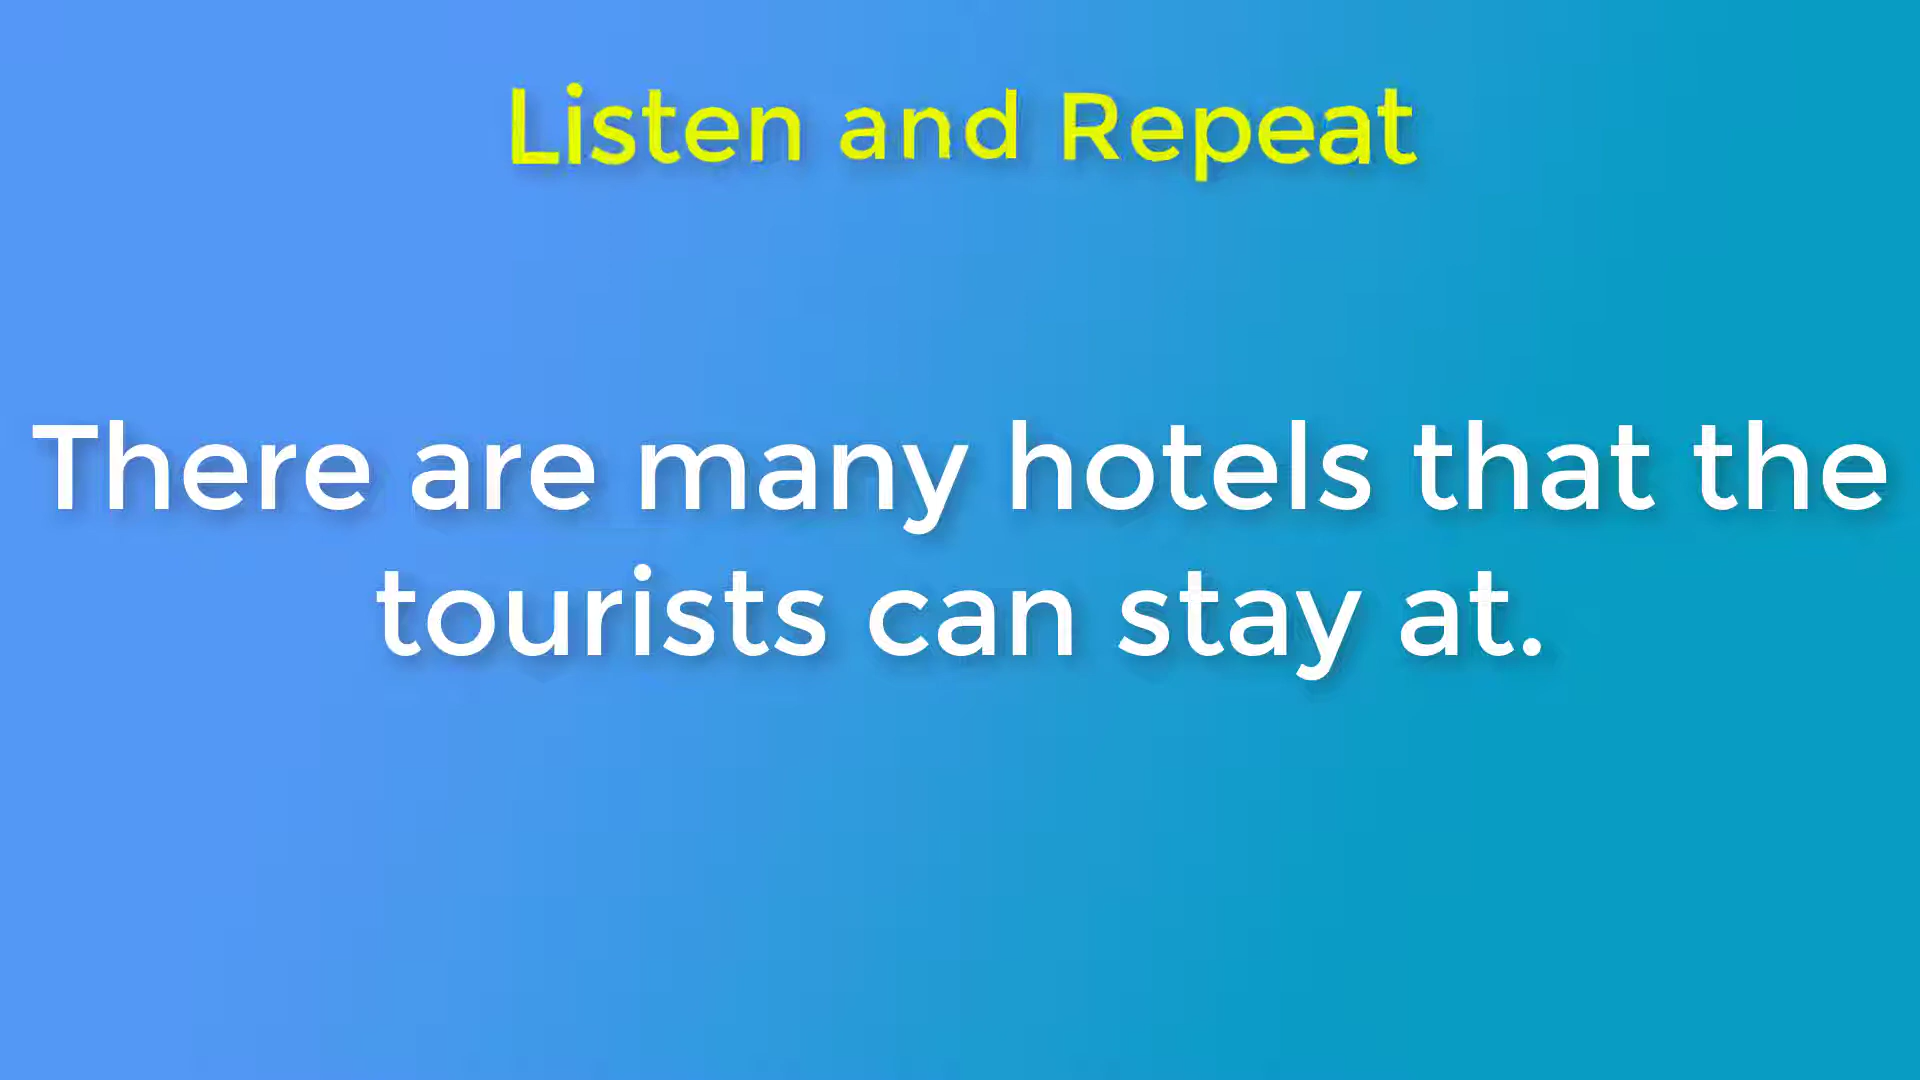 Listen and Repeat
There are many hotels that the
tourists can stay at.